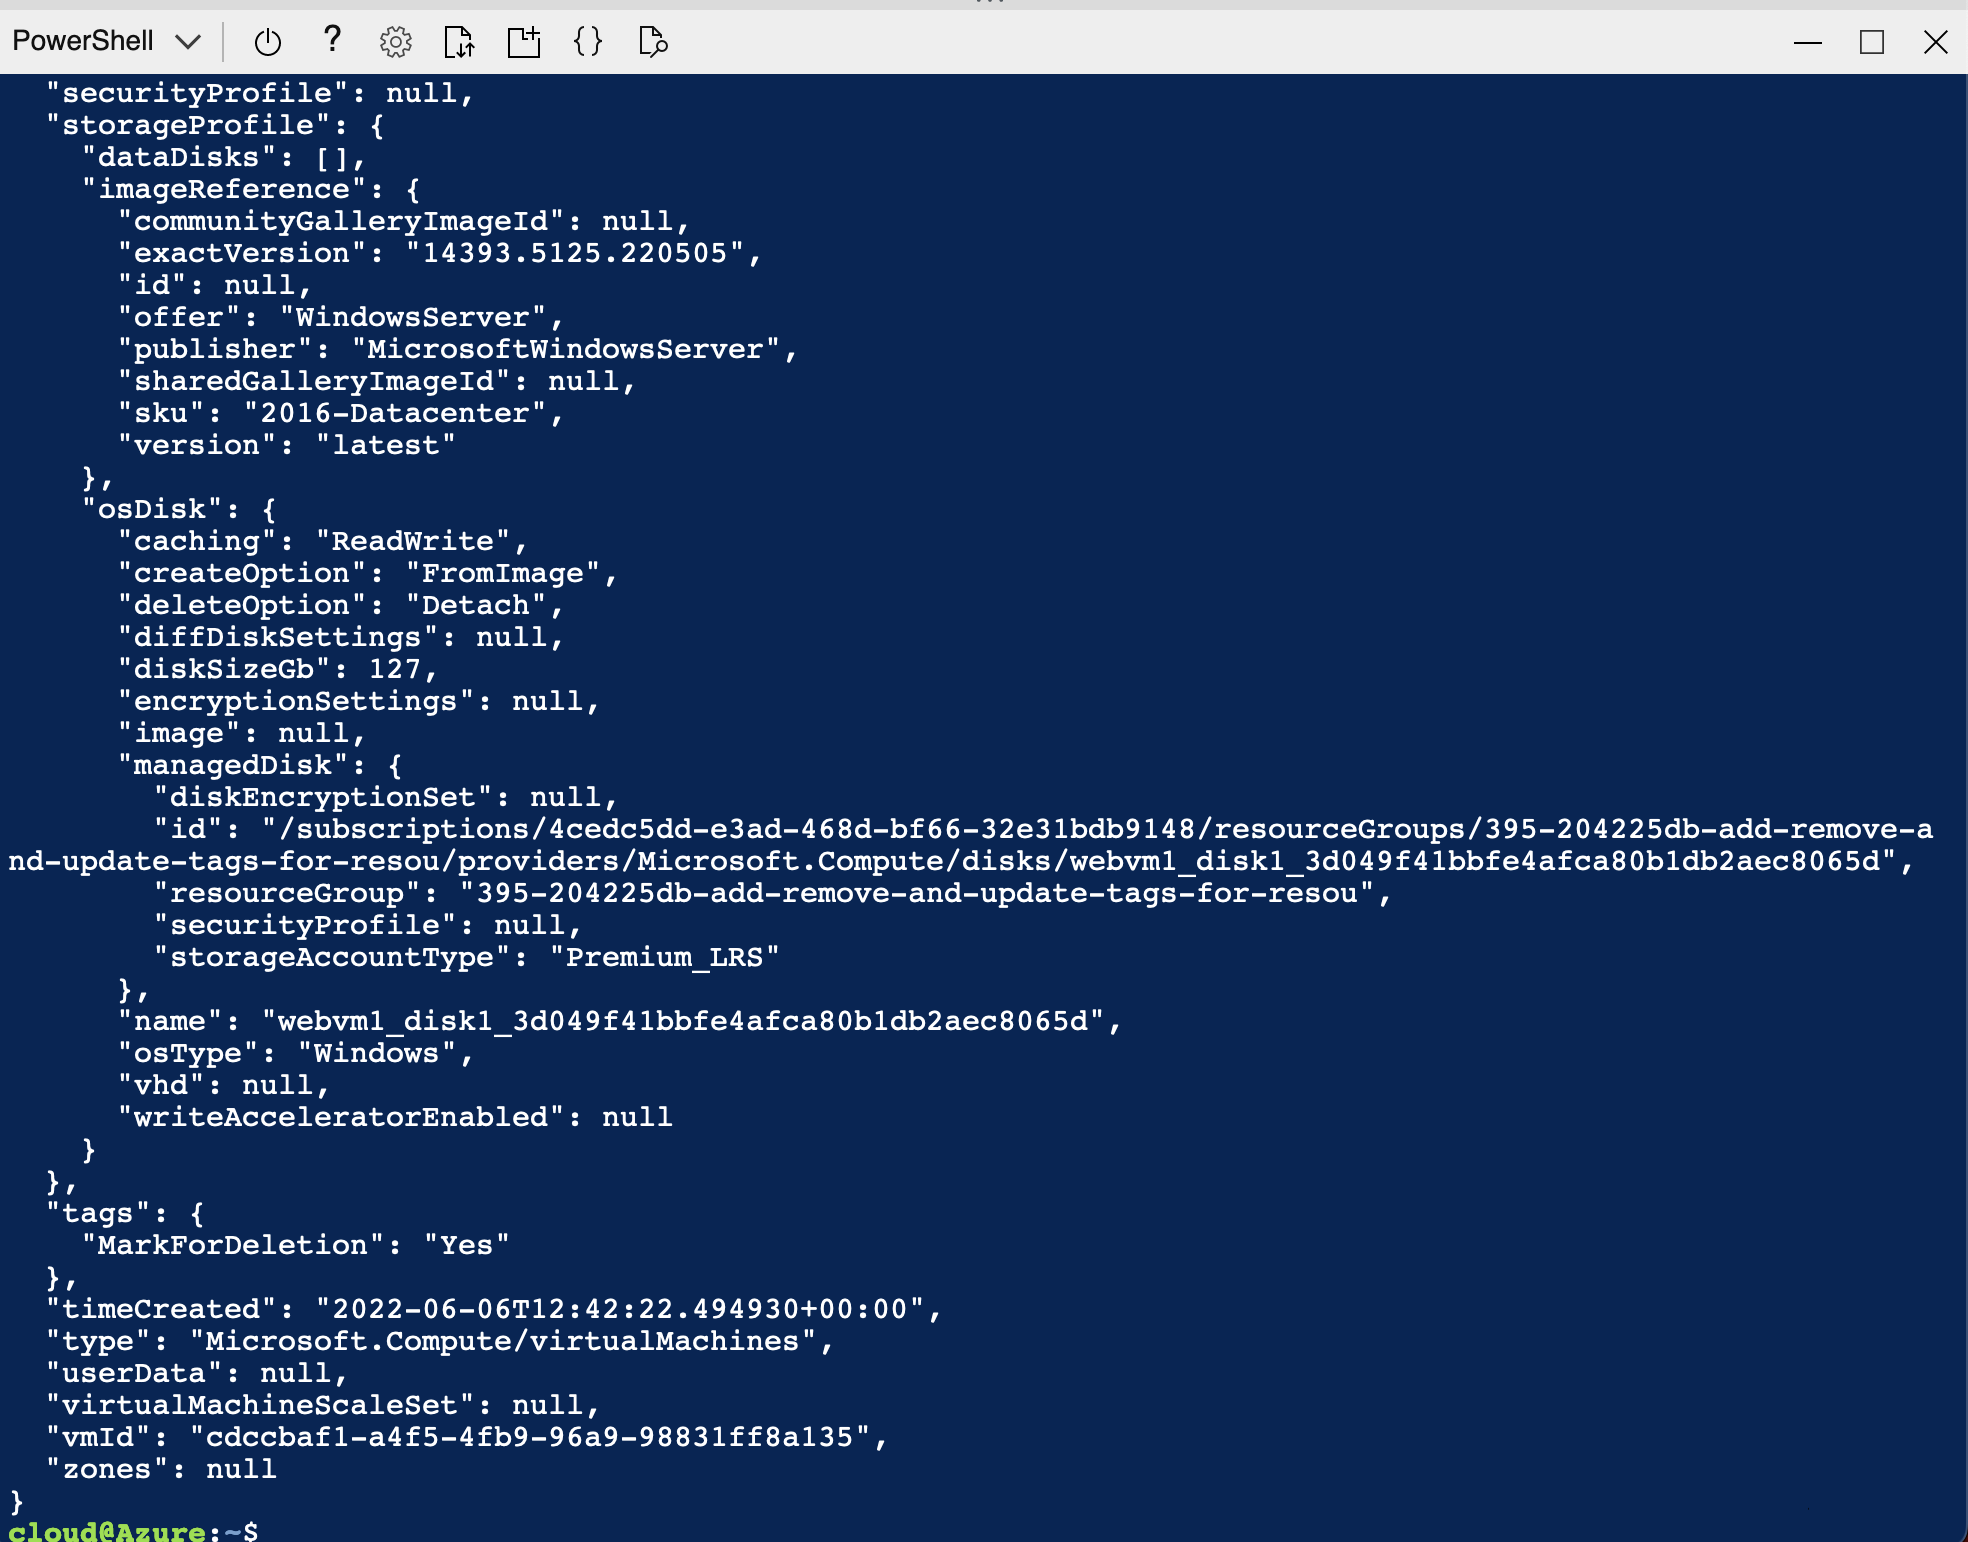 PowerShell
"securityProfile": null,
"storageProfile": {
"dataDisks": [],
"imageReference": {
"communityGalleryImageId": null,
"exactVersion": "14393.5125.220505",
"id": null,
"offer": "WindowsServer",
"publisher": "MicrosoftWindowsServer",
"sharedGalleryImageId": null,
"sku": "2016-Datacenter",
"version": "latest"
},
"osDisk": {
"caching": "ReadWrite",
"createOption": "FromImage",
"deleteOption": "Detach",
"diffDiskSettings": null,
"diskSizeGb": 127,
"encryptionSettings": null,
"image": null,
"managedDisk": {
"diskEncryptionSet": null,
"id": "/subscriptions/4cedc5dd-e3ad-468d-bf66-32e31bdb9148/resourceGroups/395-204225db-add-remove-a
nd-update-tags-for-resou/providers/Microsoft.Compute/disks/webvm1_disk1_3d049f41bbfe4afca80b1db2aec8065d",
"resourceGroup": "395-204225db-add-remove-and-update-tags-for-resou",
"securityProfile": null,
"storageAccountType": "Premium_LRS"
},
"name": "webvm1_disk1_3d049f41bbfe4afca80b1db2aec8065d",
"osType": "Windows",
"vhd": null,
"writeAcceleratorEnabled": null
}
},
"tags": {
"MarkForDeletion": "Yes"
},
"timeCreated": "2022-06-06T12:42:22.494930+00:00",
"type": "Microsoft.Compute/virtualMachines",
"userData": null,
"virtualMachineScaleSet": null,
"vmId": "cdccbaf1-a4f5-4fb9-96a9-98831ff8a135",
"zones": null
}
cloud@Azure:~$